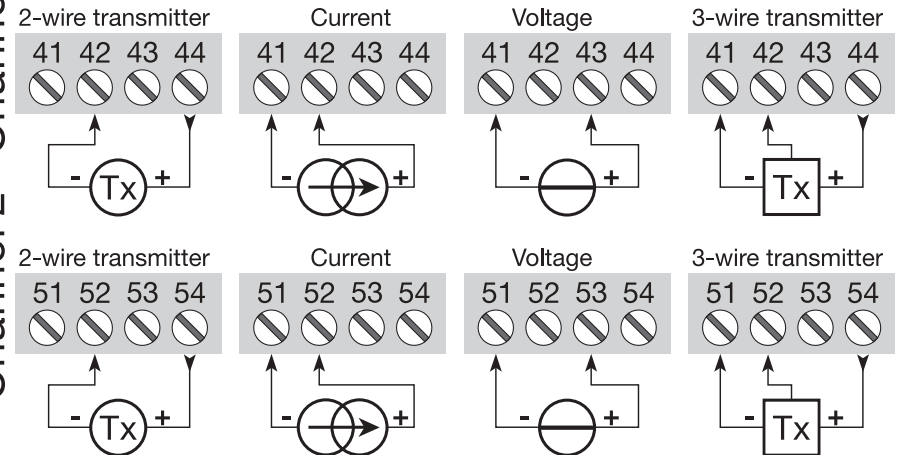 2-wire transmitter Current Voltage 3-wire transmitter
41 42 43 44 41 42 43 44 41 42 43 44 41 42 43 44
- Tx + - + - + - Tx +
2-wire transmitter Current Voltage 3-wire transmitter
51 52 53 54 51 52 53 54 51 52 53 54 51 52 53 54
- Tx + - + - + - Tx +